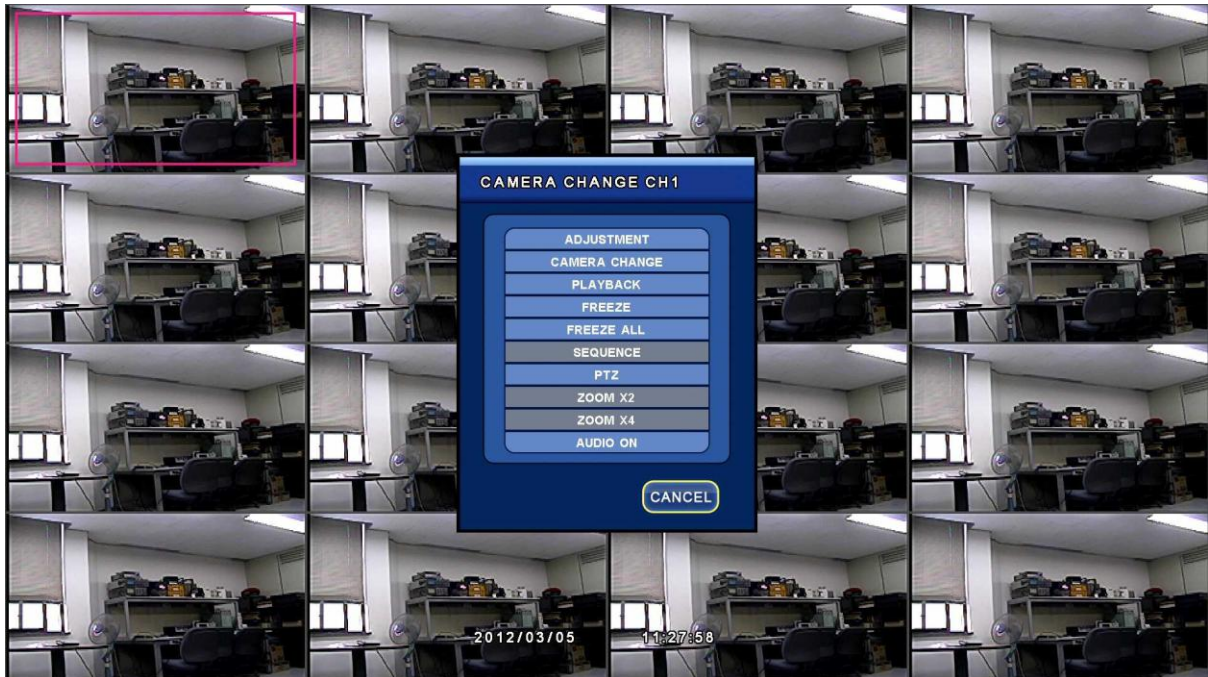 CAMERA CHANGE CH1
ADJUSTMENT
CAMERA CHANGE
PLAYBACK
FREEZE
FREEZE ALL
SEQUENCE
PTZ
ZOOM X2
ZOOM X4
AUDIO ON
CANCEL
2012/03/05 11:27:58